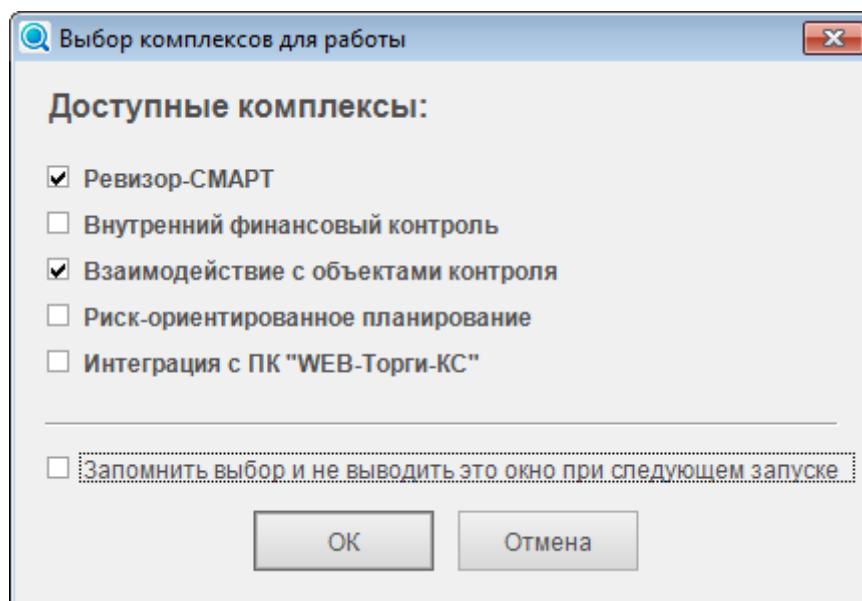 Выбор комплексов для работы
Доступные комплексы:
Ревизор-СМАРТ
Внутренний финансовый контроль
Взаимодействие с объектами контроля
Риск-ориентированное планирование
Интеграция с ПК "WEB-Торги-КС"
Запомнить выбор и не выводить это окно при следующем запуске
ОК
Отмена